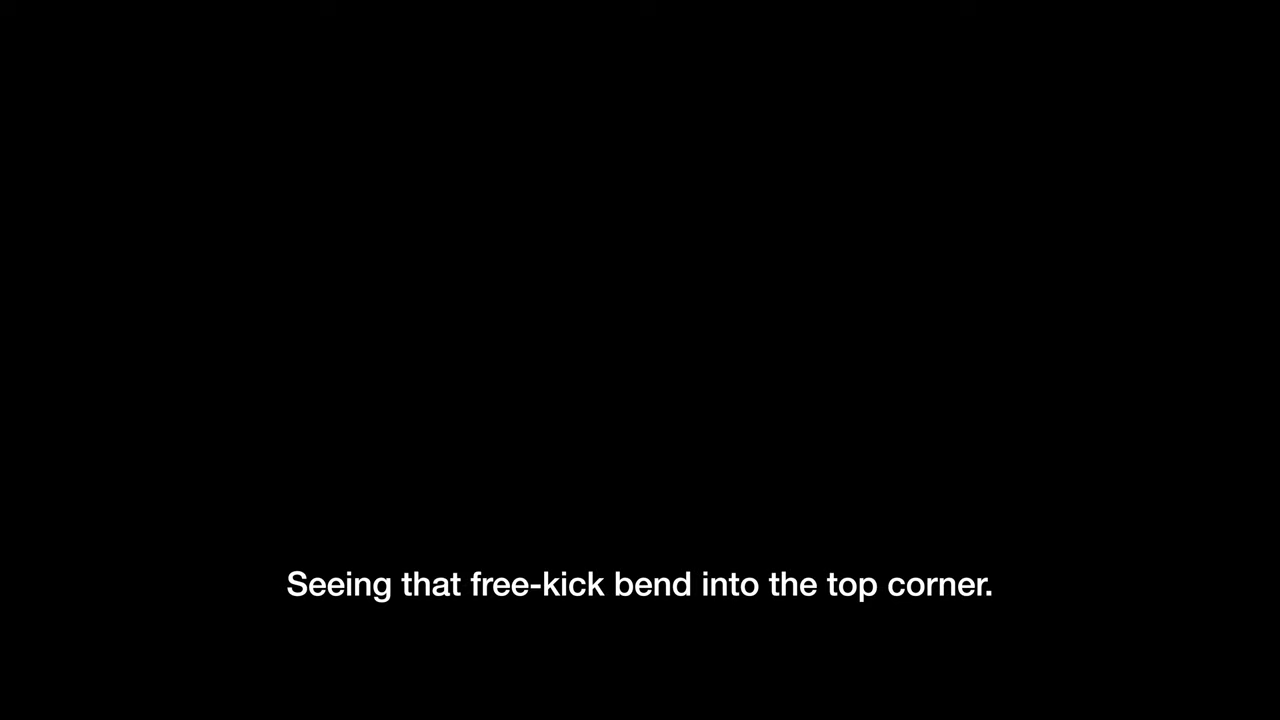 Seeing that free-kick bend into the top corner.